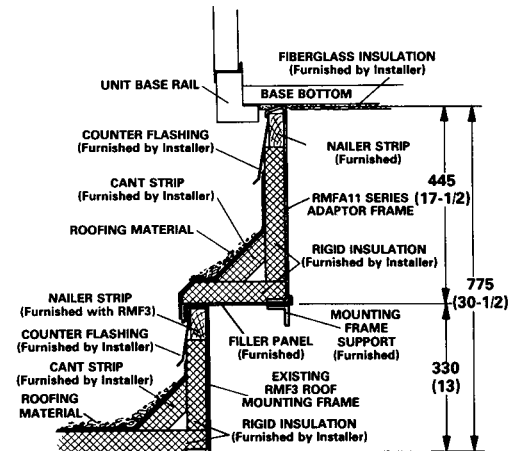 FIBERGLASS INSULATION
(Furnished by Installer)
UNIT BASE RAIL
BASE BOTTOM
COUNTER FLASHING
(Furnished by Installer)
NAILER STRIP
(Furnished)
CANT STRIP
(Furnished by Installer)
445
(17-1/2)
RMFA11 SERIES
ADAPTOR FRAME
ROOFING MATERIAL
RIGID INSULATION
(Furnished by Installer)
775
(30-1/2)
NAILER STRIP
(Furnished with RMF3)
MOUNTING
FRAME
SUPPORT
(Furnished)
COUNTER FLASHING
(Furnished by Installer)
FILLER PANEL
(Furnished)
330
(13)
CANT STRIP
(Furnished by Installer)
EXISTING
RMF3 ROOF
MOUNTING FRAME
ROOFING
MATERIAL
RIGID INSULATION
(Furnished by Installer)